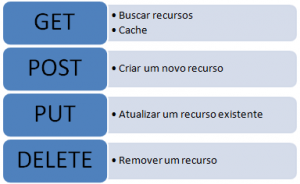 GET
• Buscar recursos
• Cache
POST
• Criar um novo recurso
PUT
• Atualizar um recurso existente
DELETE
• Remover um recurso